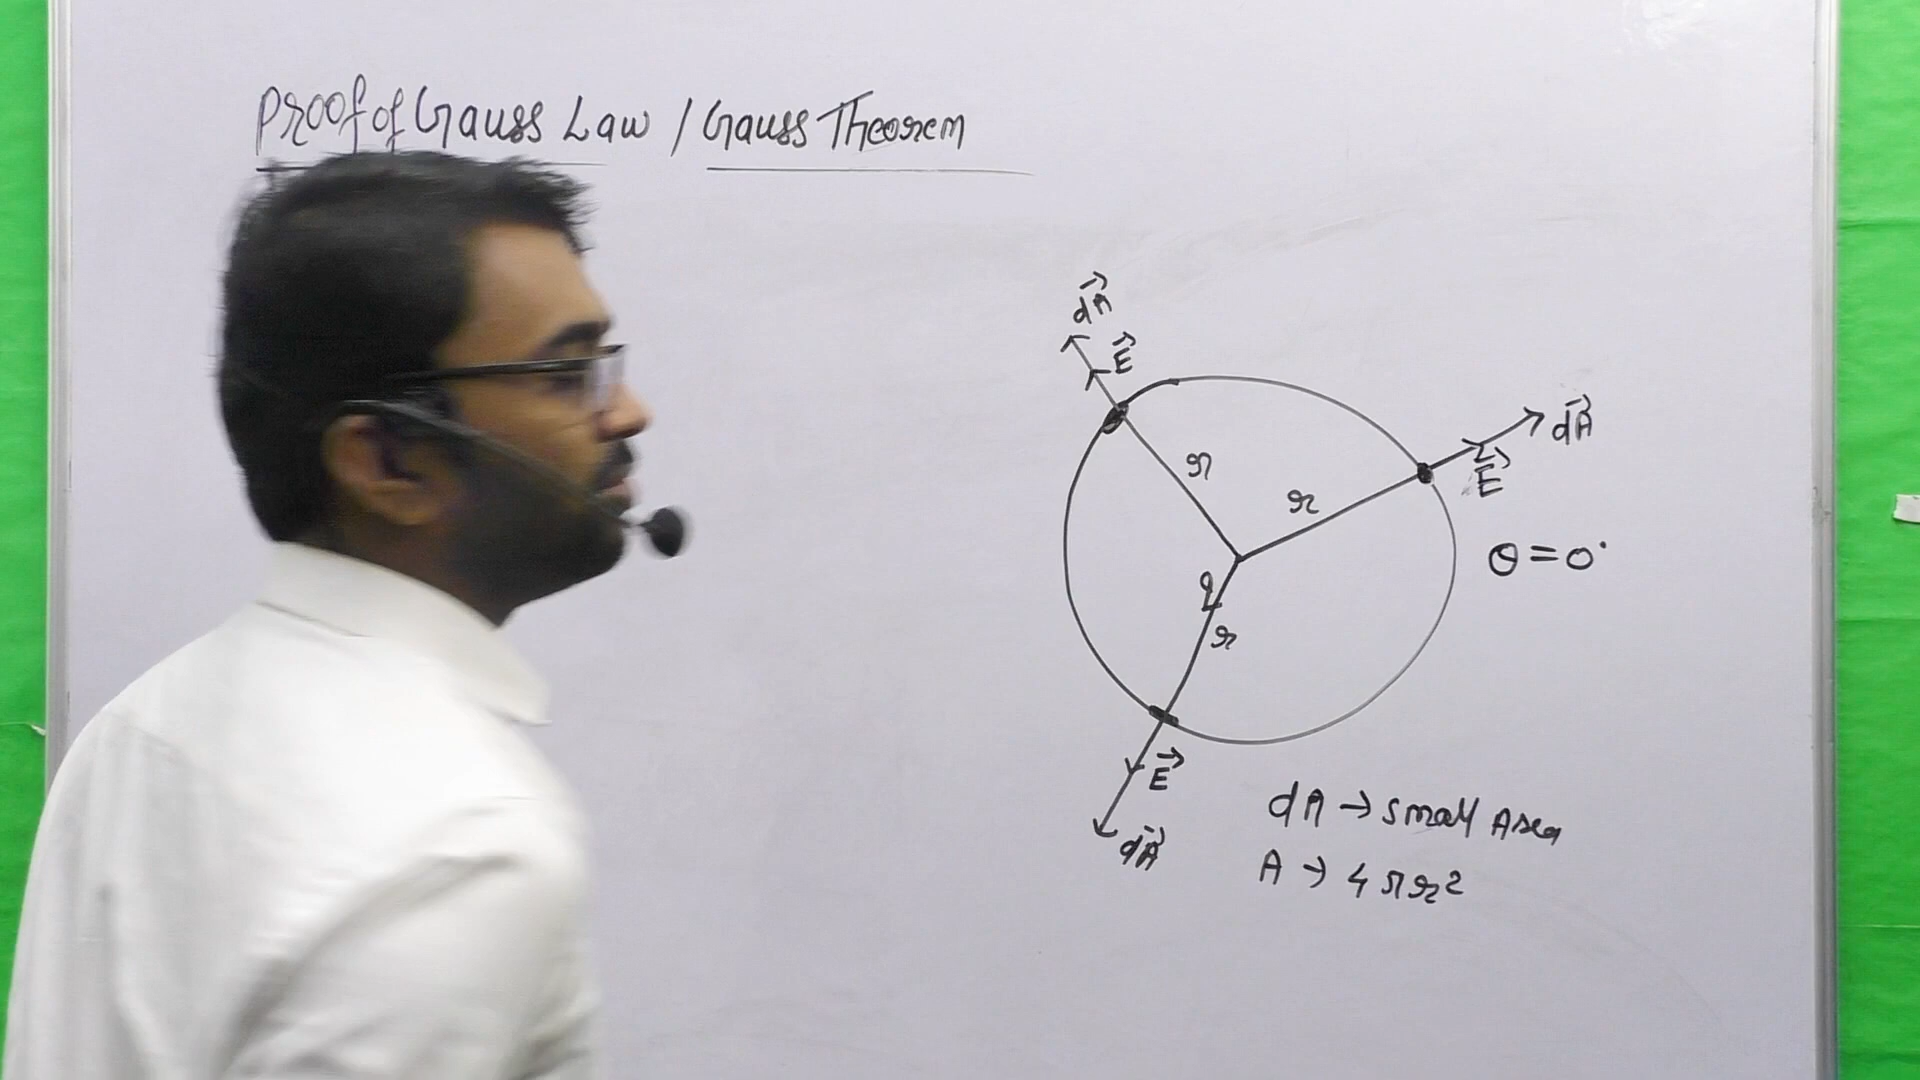 Proof of Gauss Law / Gauss Theorem
dA⃗
E⃗
dA⃗
E⃗
r
r
θ = 0°
q
r
E⃗
dA⃗
dA → Small Area
A → 4πr²